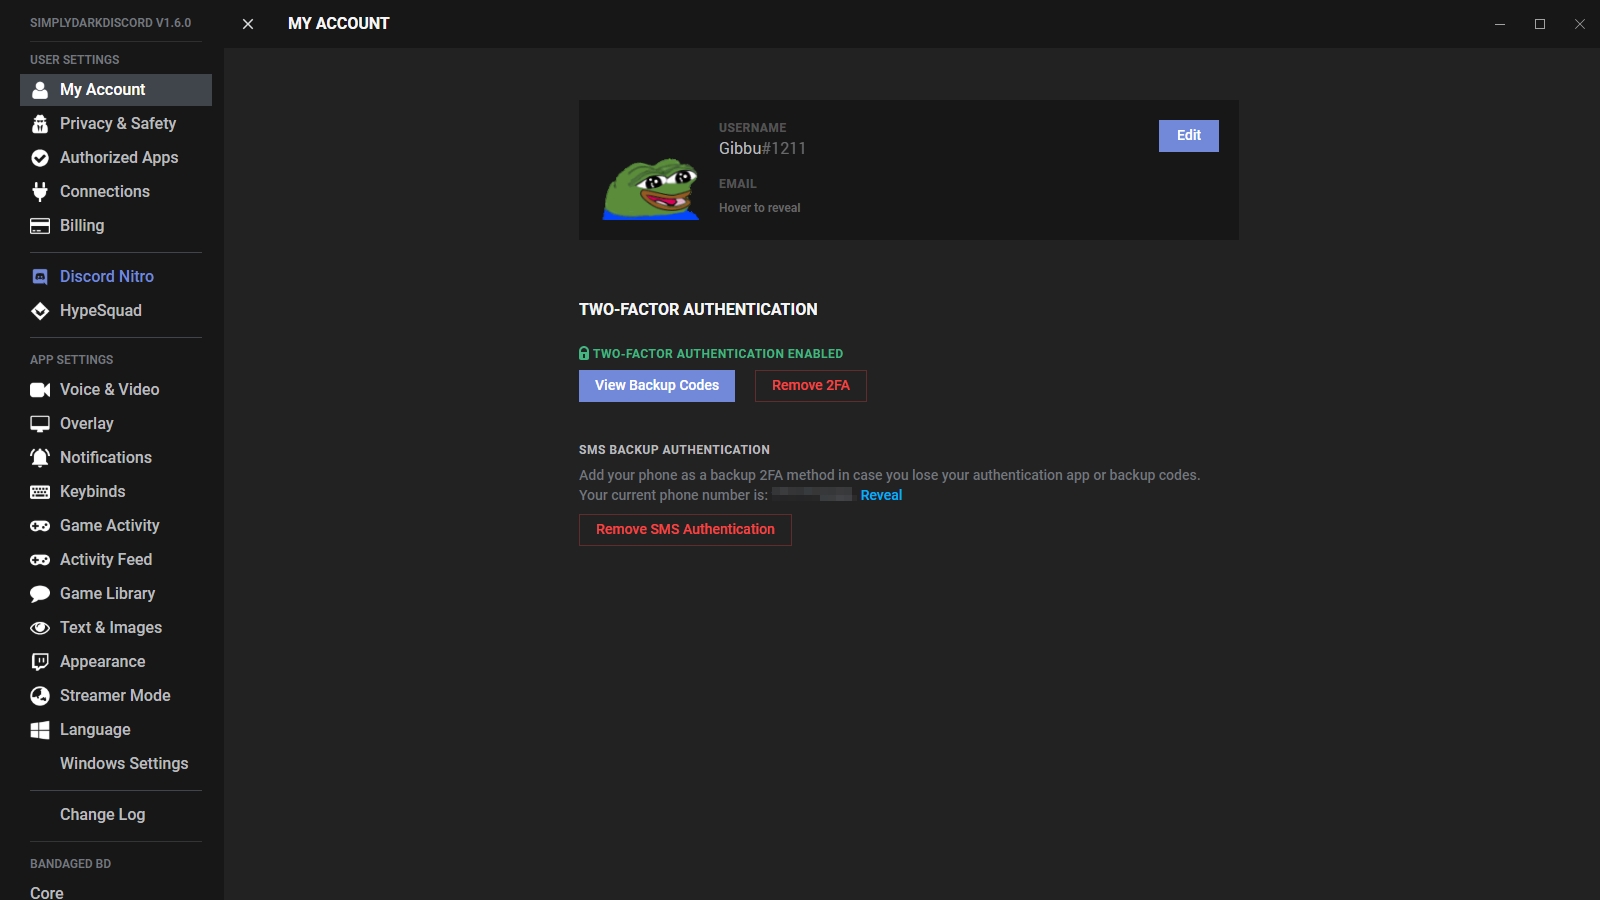 SIMPLYDARKDISCORD V1.6.0
USER SETTINGS
My Account
Privacy & Safety
Authorized Apps
Connections
Billing
Discord Nitro
HypeSquad
APP SETTINGS
Voice & Video
Overlay
Notifications
Keybinds
Game Activity
Activity Feed
Game Library
Text & Images
Appearance
Streamer Mode
Language
Windows Settings
Change Log
BANDAGED BD
Core
MY ACCOUNT
USERNAME
Gibbu#1211
EMAIL
Hover to reveal
Edit
TWO-FACTOR AUTHENTICATION
TWO-FACTOR AUTHENTICATION ENABLED
View Backup Codes
Remove 2FA
SMS BACKUP AUTHENTICATION
Add your phone as a backup 2FA method in case you lose your authentication app or backup codes.
Your current phone number is: Reveal
Remove SMS Authentication